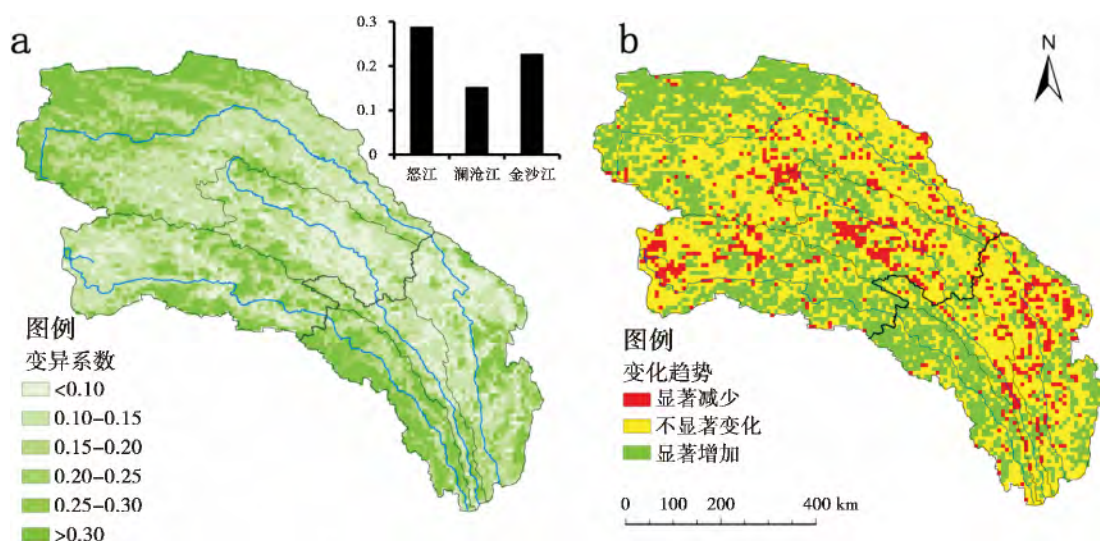 a
0.3
0.2
0.1
0
怒江 澜沧江 金沙江
图例
变异系数
<0.10
0.10-0.15
0.15-0.20
0.20-0.25
0.25-0.30
>0.30
b
N
图例
变化趋势
显著减少
不显著变化
显著增加
0 100 200 400 km